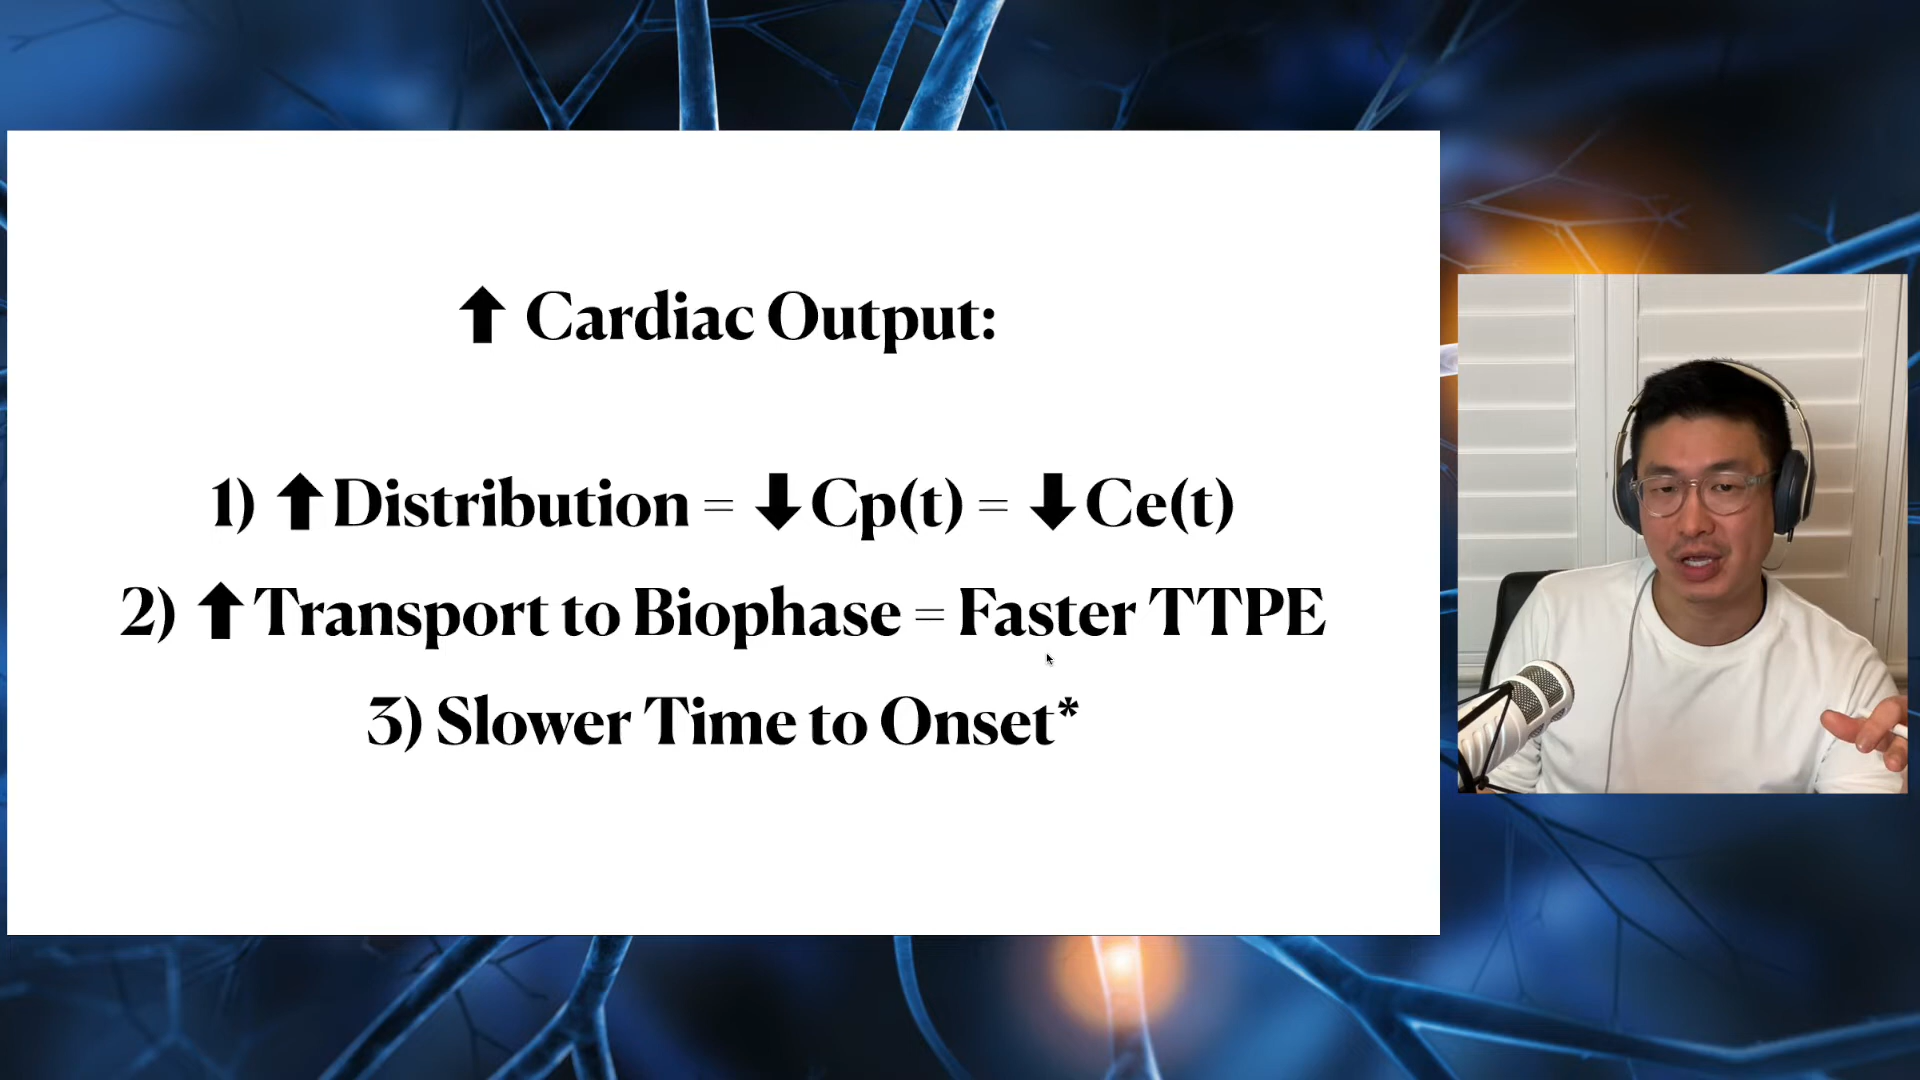 ⬆ Cardiac Output:
1) ⬆Distribution = ⬇Cp(t) = ⬇Ce(t)
2) ⬆Transport to Biophase = Faster TTPE
3) Slower Time to Onset*